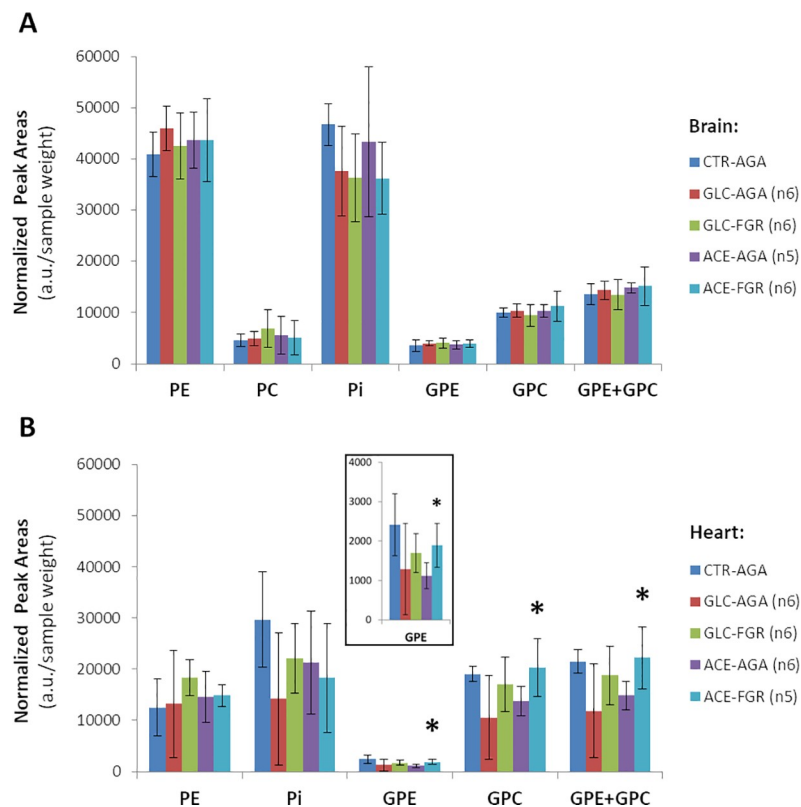 A
Normalized Peak Areas
(a.u./sample weight)
60000
50000
40000
30000
20000
10000
0
PE PC Pi GPE GPC GPE+GPC
Brain:
CTR-AGA
GLC-AGA (n6)
GLC-FGR (n6)
ACE-AGA (n5)
ACE-FGR (n6)
B
Normalized Peak Areas
(a.u./sample weight)
60000
50000
40000
30000
20000
10000
0
4000
3000
2000
1000
0
*
GPE
* * *
PE Pi GPE GPC GPE+GPC
Heart:
CTR-AGA
GLC-AGA (n6)
GLC-FGR (n6)
ACE-AGA (n6)
ACE-FGR (n5)